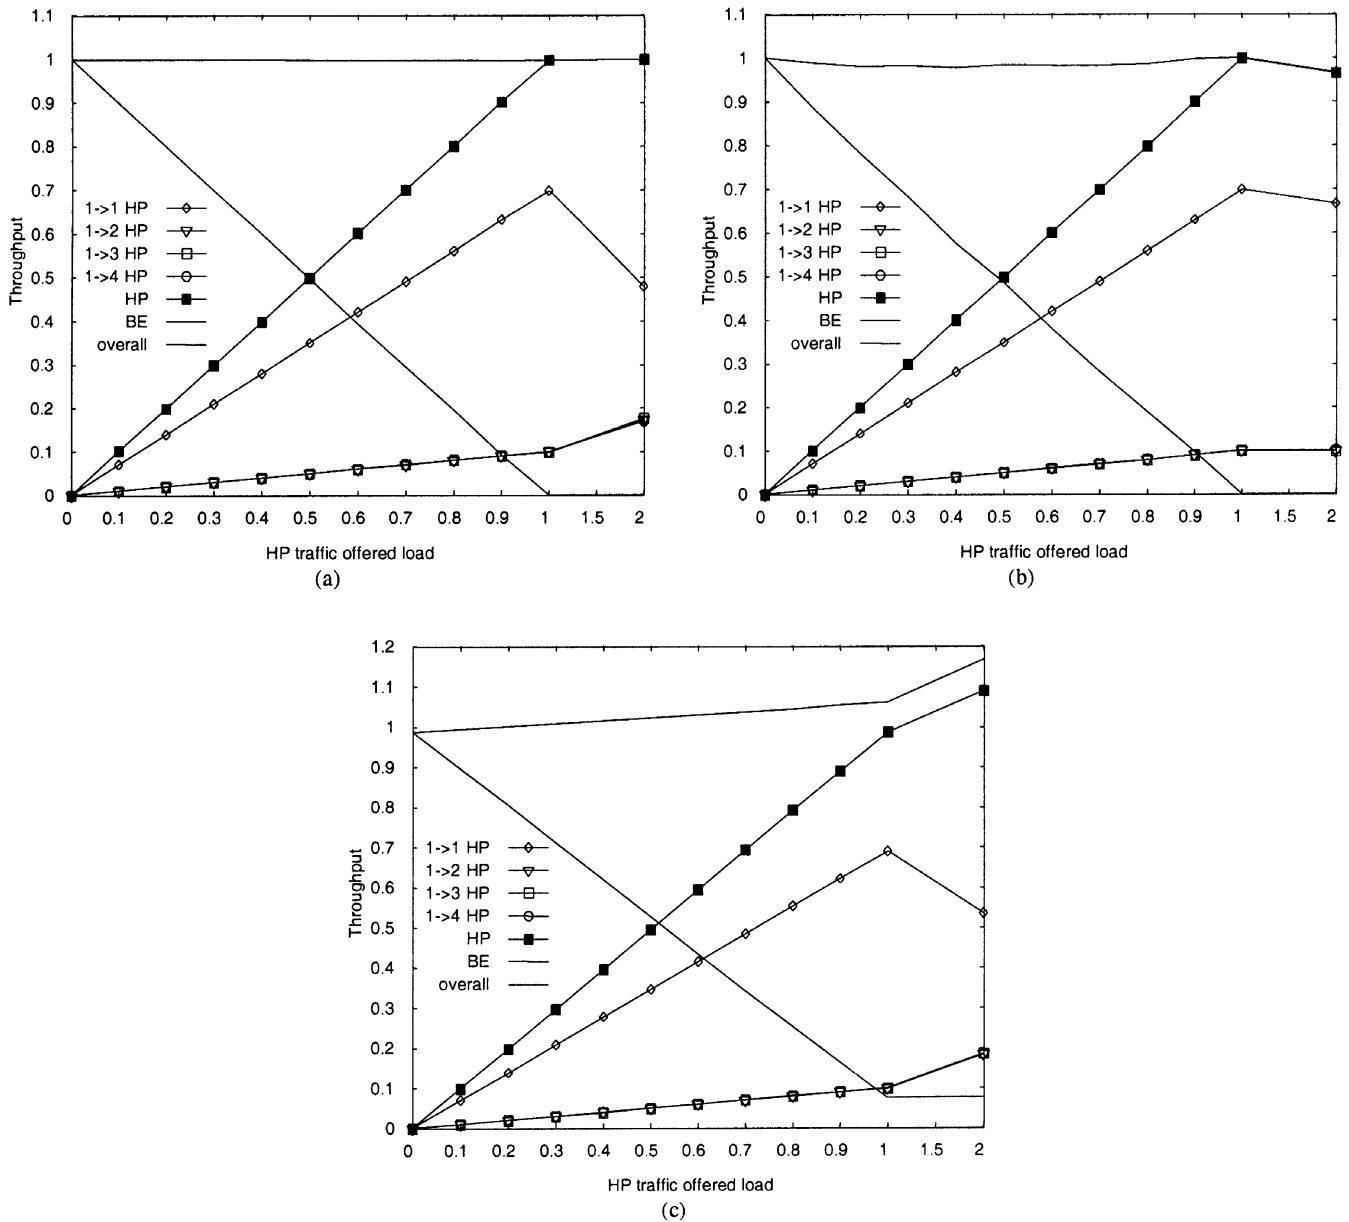 1.1
1
0.9
0.8
0.7
0.6
0.5
0.4
0.3
0.2
0.1
0
Throughput
1->1 HP
1->2 HP
1->3 HP
1->4 HP
HP
BE
overall
0 0.1 0.2 0.3 0.4 0.5 0.6 0.7 0.8 0.9 1 1.5 2
HP traffic offered load
(a)
1.1
1
0.9
0.8
0.7
0.6
0.5
0.4
0.3
0.2
0.1
0
Throughput
1->1 HP
1->2 HP
1->3 HP
1->4 HP
HP
BE
overall
0 0.1 0.2 0.3 0.4 0.5 0.6 0.7 0.8 0.9 1 1.5 2
HP traffic offered load
(b)
1.2
1.1
1
0.9
0.8
0.7
0.6
0.5
0.4
0.3
0.2
0.1
0
Throughput
1->1 HP
1->2 HP
1->3 HP
1->4 HP
HP
BE
overall
0 0.1 0.2 0.3 0.4 0.5 0.6 0.7 0.8 0.9 1 1.5 2
HP traffic offered load
(c)